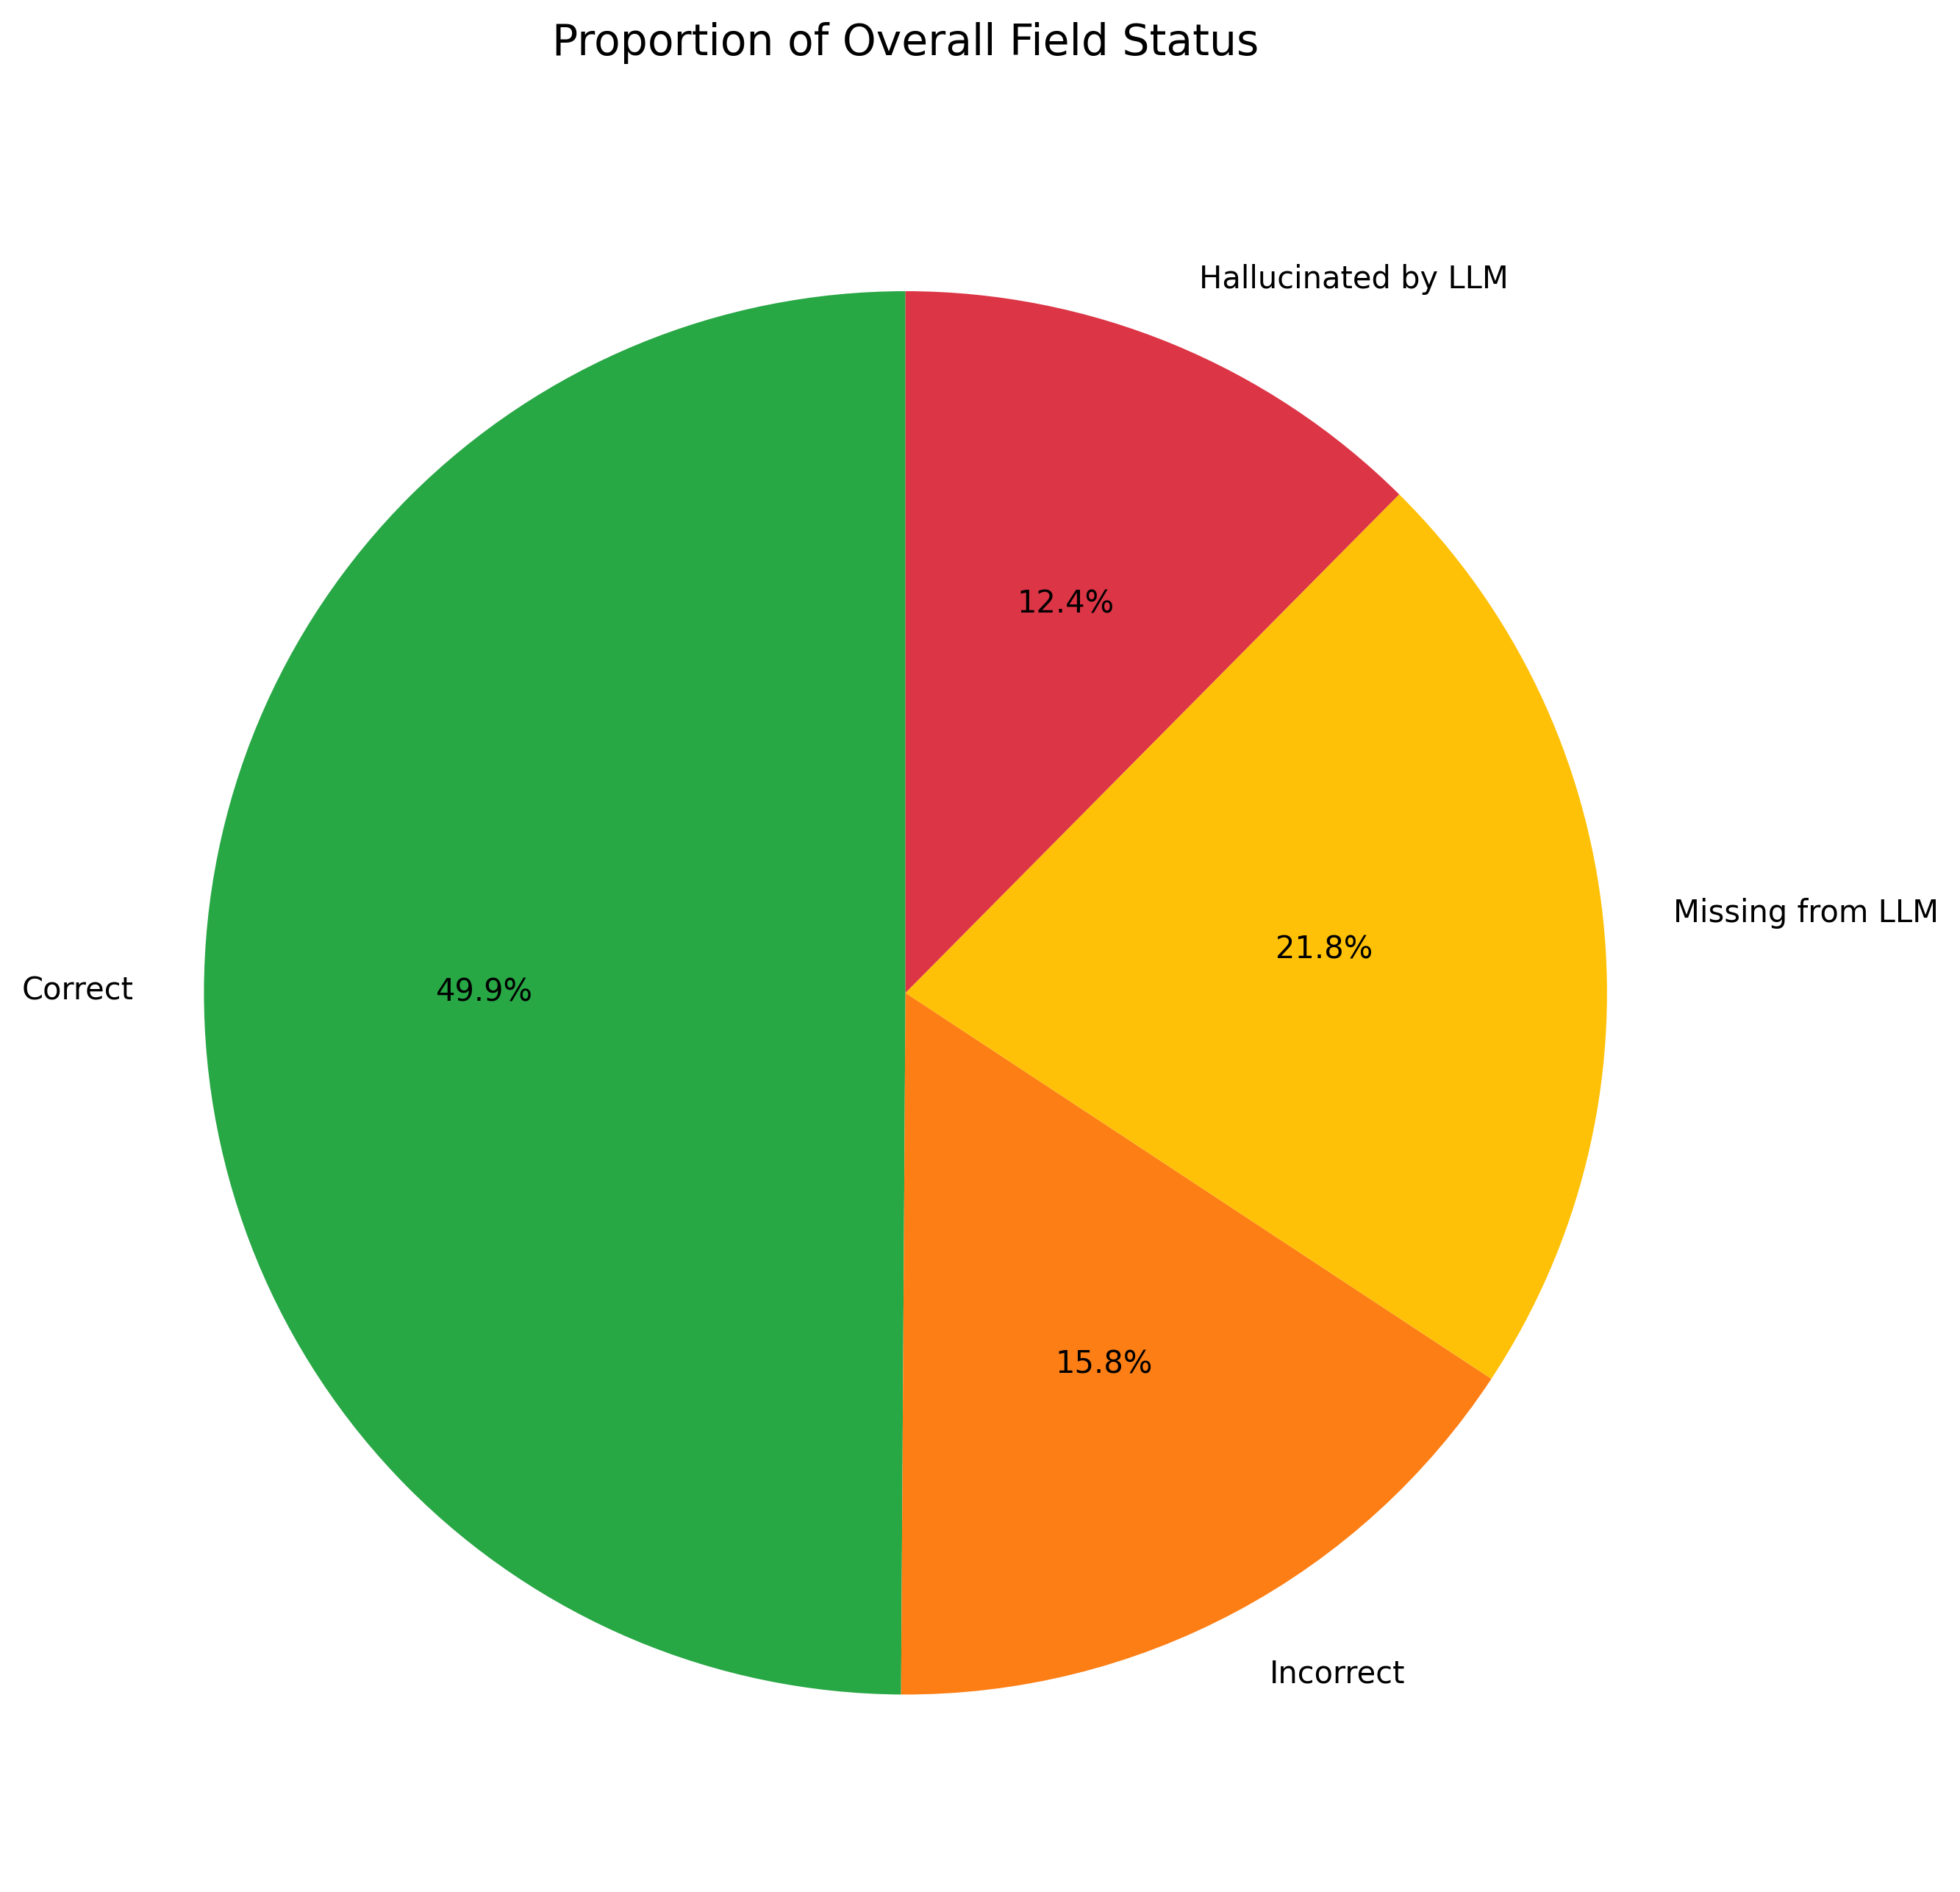 Proportion of Overall Field Status
Hallucinated by LLM
12.4%
Missing from LLM
21.8%
Correct
49.9%
15.8%
Incorrect